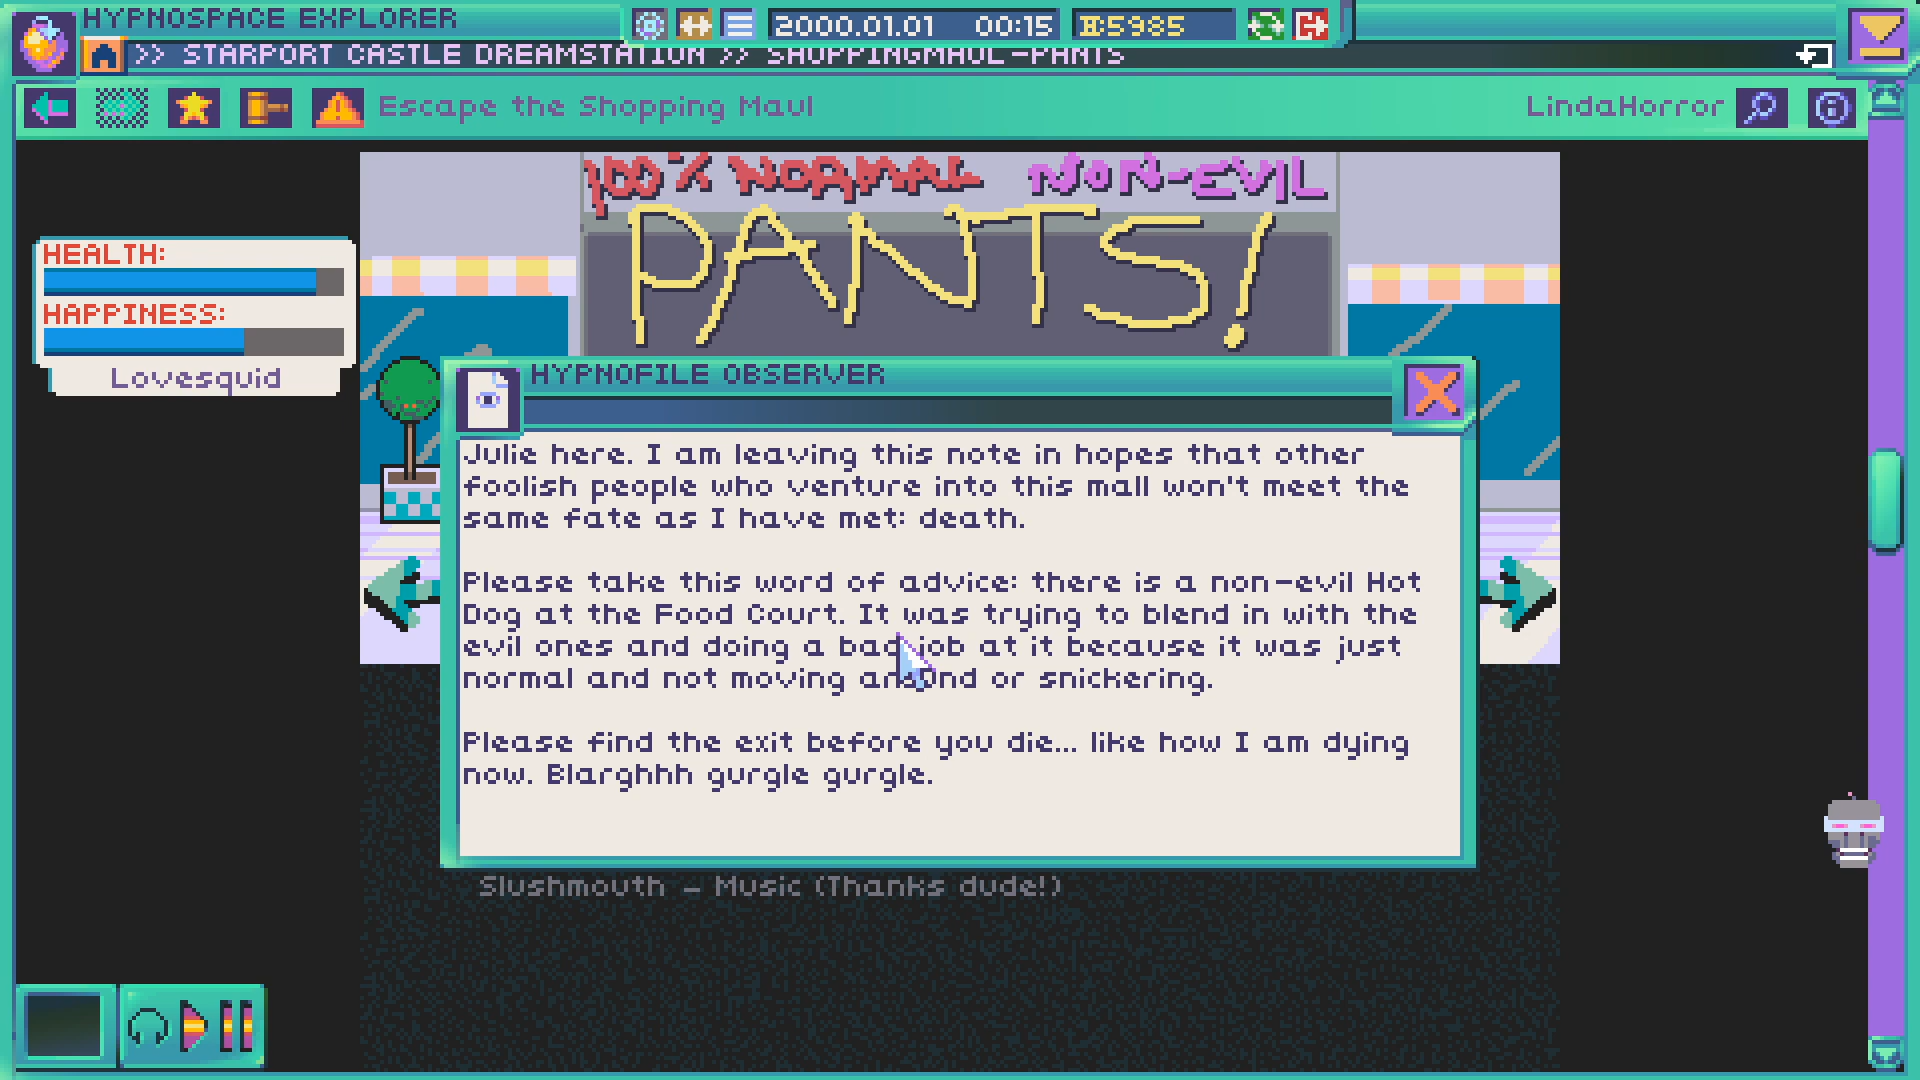 HYPNOSPACE EXPLORER
2000.01.01 00:15
5985
>> STARPORT CASTLE DREAMSTATION >> SHOPPINGMAUL-PANTS
Escape the Shopping Maul
LindaHorror
100% NORMAL NON-EVIL
PANTS!
HEALTH:
HAPPINESS:
Lovesquid
HYPNOFILE OBSERVER
Julie here. I am leaving this note in hopes that other
foolish people who venture into this mall won't meet the
same fate as I have met: death.
Please take this word of advice: there is a non-evil Hot
Dog at the Food Court. It was trying to blend in with the
evil ones and doing a bad job at it because it was just
normal and not moving around or snickering.
Please find the exit before you die... like how I am dying
now. Blarghhh gurgle gurgle.
Slushmouth - Music (Thanks dude!)